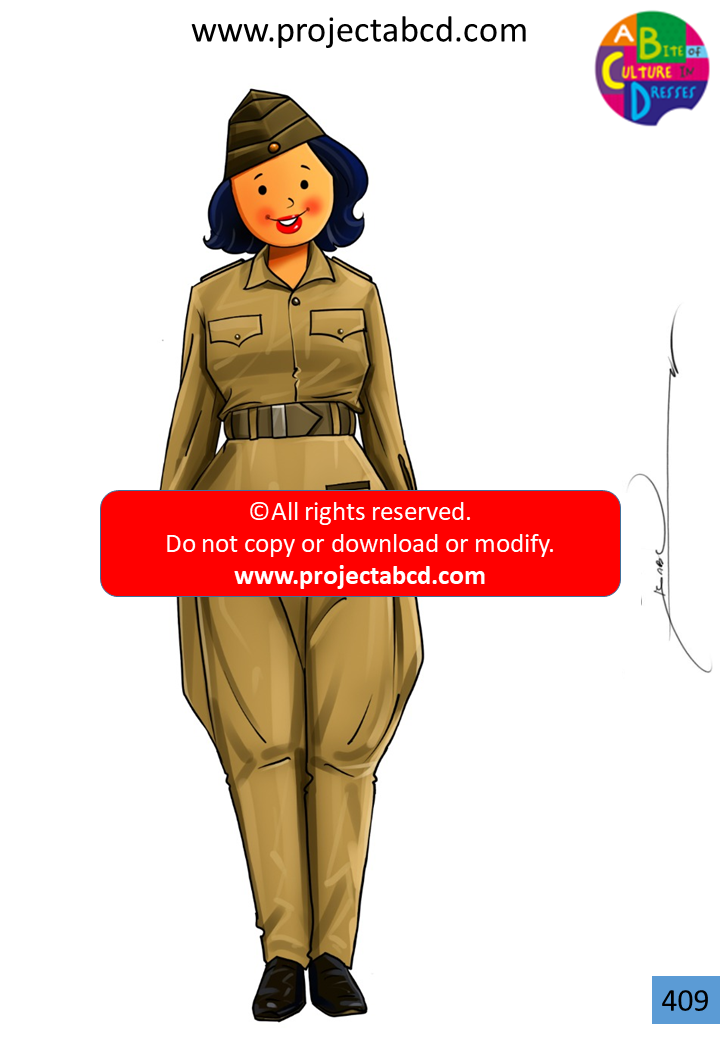 www.projectabcd.com
A BITE OF
CULTURE IN
DRESSES
©All rights reserved.
Do not copy or download or modify.
www.projectabcd.com
409